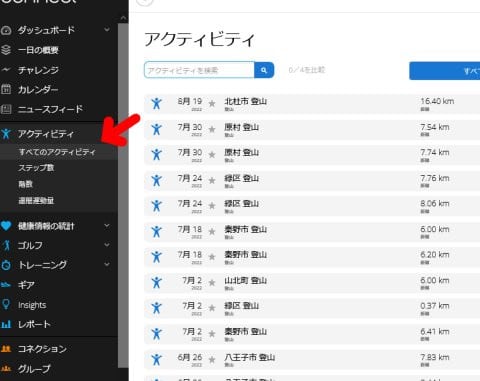 ダッシュボード
一日の概要
チャレンジ
カレンダー
ニュースフィード
アクティビティ
すべてのアクティビティ
ステップ数
階数
週間運動量
健康情報の統計
ゴルフ
トレーニング
ギア
Insights
レポート
コネクション
グループ
アクティビティ
アクティビティを検索
0/4を比較
すべ
8月 19 北杜市 登山 16.40 km
2022 登山 距離
7月 30 原村 登山 7.54 km
2022 登山 距離
7月 30 原村 登山 7.74 km
2022 登山 距離
7月 24 緑区 登山 7.76 km
2022 登山 距離
7月 24 緑区 登山 8.06 km
2022 登山 距離
7月 18 秦野市 登山 6.00 km
2022 登山 距離
7月 18 秦野市 登山 6.20 km
2022 登山 距離
7月 2 山北町 登山 6.00 km
2022 登山 距離
7月 2 緑区 登山 0.37 km
2022 登山 距離
7月 2 秦野市 登山 6.41 km
2022 登山 距離
6月 26 八王子市 登山 7.83 km
2022 登山 距離